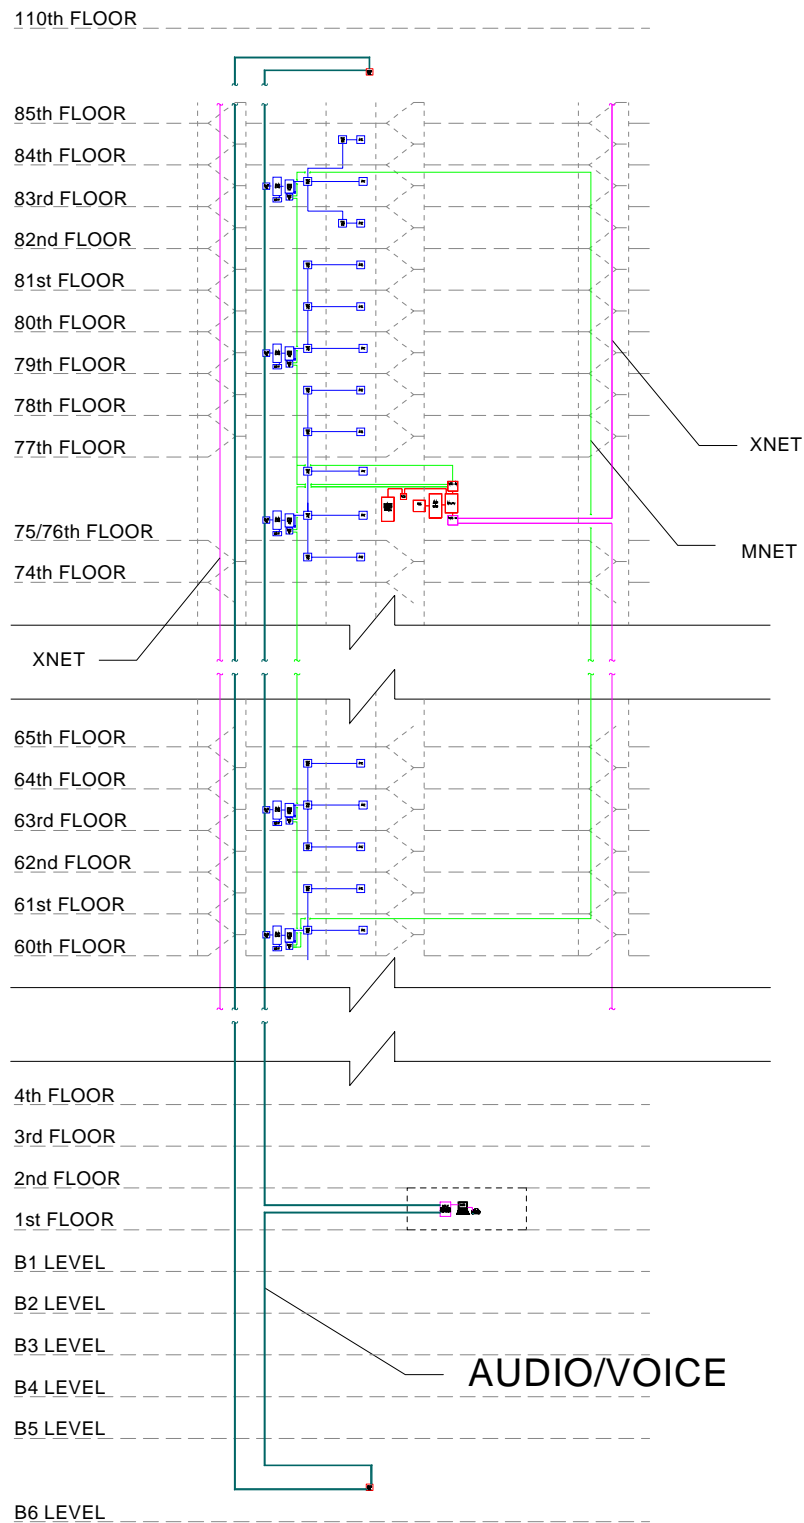 110th FLOOR
85th FLOOR
84th FLOOR
83rd FLOOR
82nd FLOOR
81st FLOOR
80th FLOOR
79th FLOOR
78th FLOOR
77th FLOOR
XNET
75/76th FLOOR
MNET
74th FLOOR
XNET
65th FLOOR
64th FLOOR
63rd FLOOR
62nd FLOOR
61st FLOOR
60th FLOOR
4th FLOOR
3rd FLOOR
2nd FLOOR
1st FLOOR
B1 LEVEL
B2 LEVEL
B3 LEVEL
AUDIO/VOICE
B4 LEVEL
B5 LEVEL
B6 LEVEL